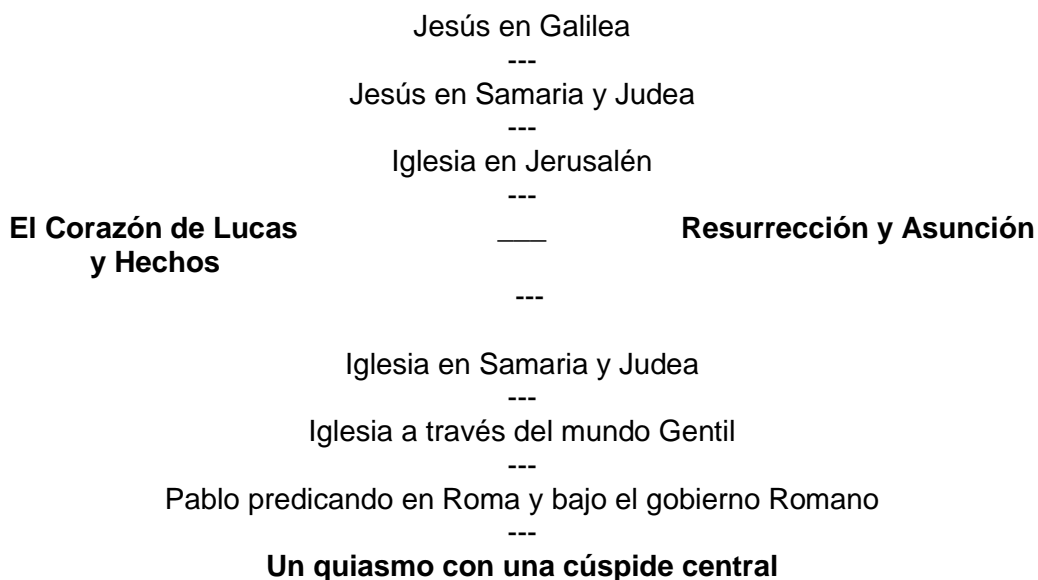 Jesús en Galilea
---
Jesús en Samaria y Judea
---
Iglesia en Jerusalén
---
El Corazón de Lucas ___ Resurrección y Asunción
y Hechos
---
Iglesia en Samaria y Judea
---
Iglesia a través del mundo Gentil
---
Pablo predicando en Roma y bajo el gobierno Romano
---
Un quiasmo con una cúspide central